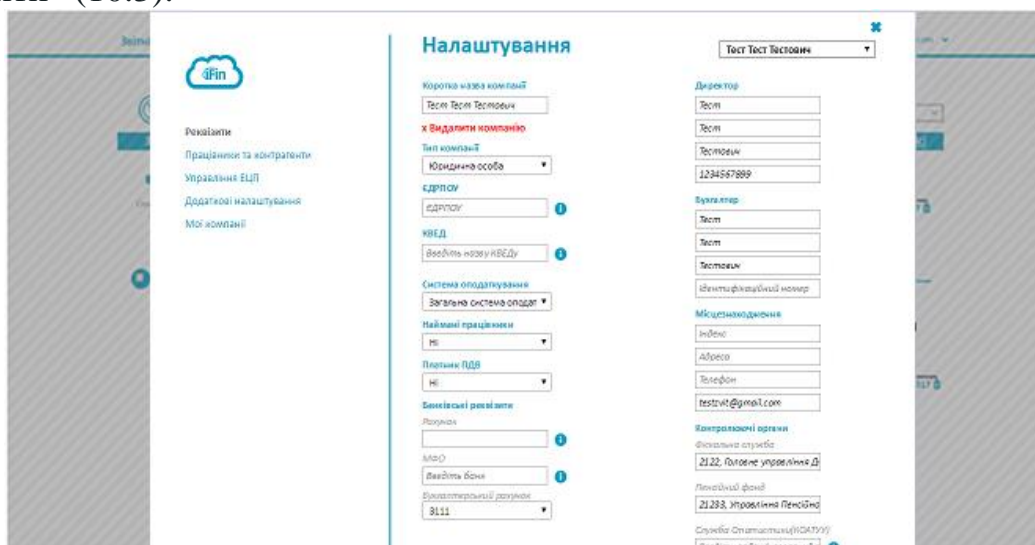 (10.3).
Налаштування
Тест Тест Тестович
iFin
Реквізити
Працівники та контрагенти
Управління ЕЦП
Додаткові налаштування
Мої компанії
Коротка назва компанії
Тест Тест Тестович
x Видалити компанію
Тип компанії
Юридична особа
ЄДРПОУ
ЄДРПОУ
КВЕД
Введіть назву КВЕДу
Система оподаткування
Загальна система оподат
Наймані працівники
Ні
Платник ПДВ
Ні
Банківські реквізити
Рахунок
МФО
Введіть банк
Бухгалтерський рахунок
3111
Директор
Тест
Тест
Тестович
1234567899
Бухгалтер
Тест
Тест
Тестович
Ідентифікаційний номер
Місцезнаходження
Індекс
Адреса
Телефон
testzvit@gmail.com
Контролюючі органи
Фіскальна служба
2122, Головне управління Д
Пенсійний фонд
21293, Управління Пенсійно
Служба Статистики(КОАТУУ)